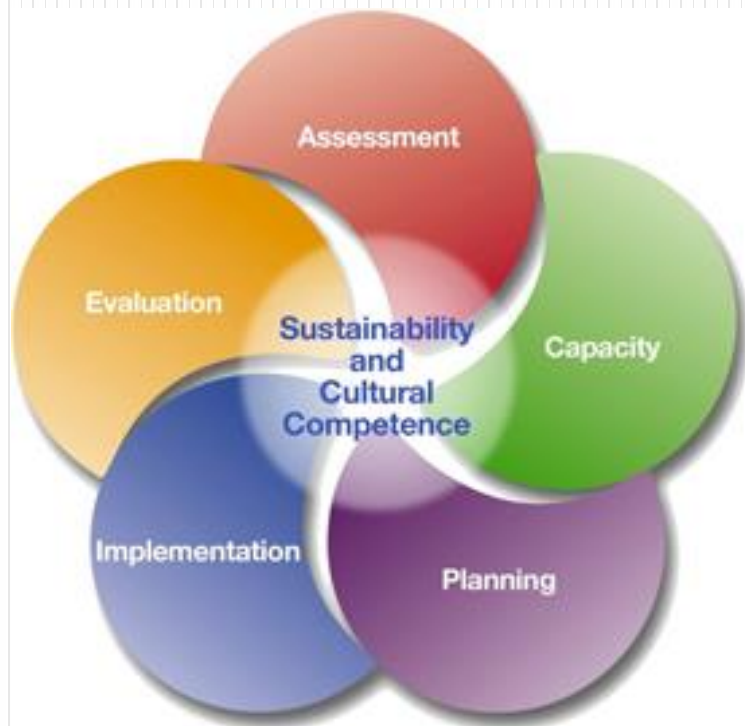 Assessment
Capacity
Planning
Implementation
Evaluation
Sustainability
and
Cultural
Competence